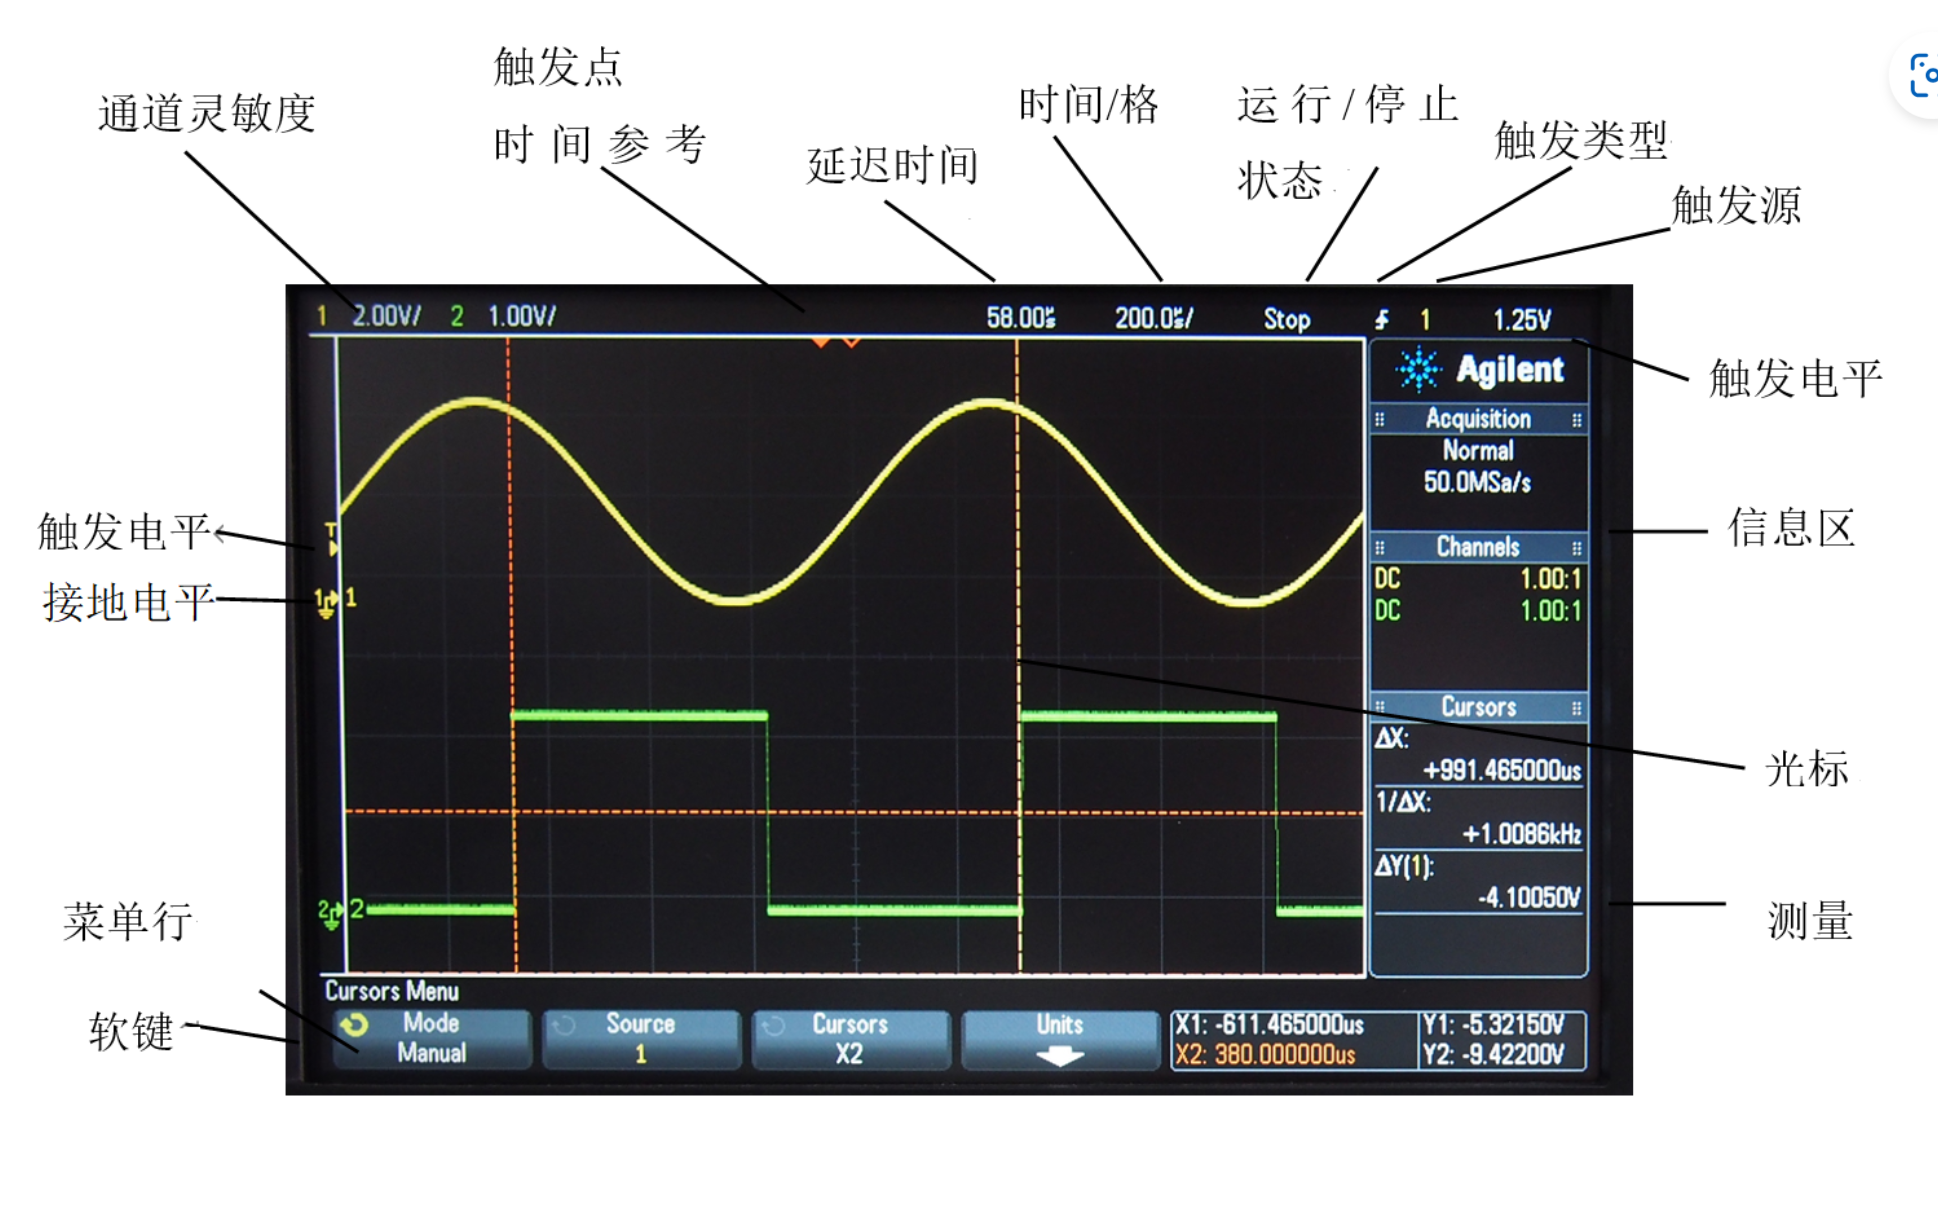 触发点
时间参考
通道灵敏度
延迟时间
时间/格
运行/停止
状态
触发类型
触发源
1 2.00V/ 2 1.00V/ 58.00us 200.0us/ Stop 1 1.25V
触发电平
Agilent
Acquisition
Normal
50.0MSa/s
信息区
Channels
DC 1.00:1
DC 1.00:1
Cursors
ΔX:
+991.465000us
1/ΔX:
+1.0086kHz
ΔY(1):
-4.10050V
光标
测量
触发电平
T
接地电平
1 1
2 2
菜单行
软键
Cursors Menu
Mode
Manual
Source
1
Cursors
X2
Units
X1: -611.465000us
X2: 380.000000us
Y1: -5.32150V
Y2: -9.42200V